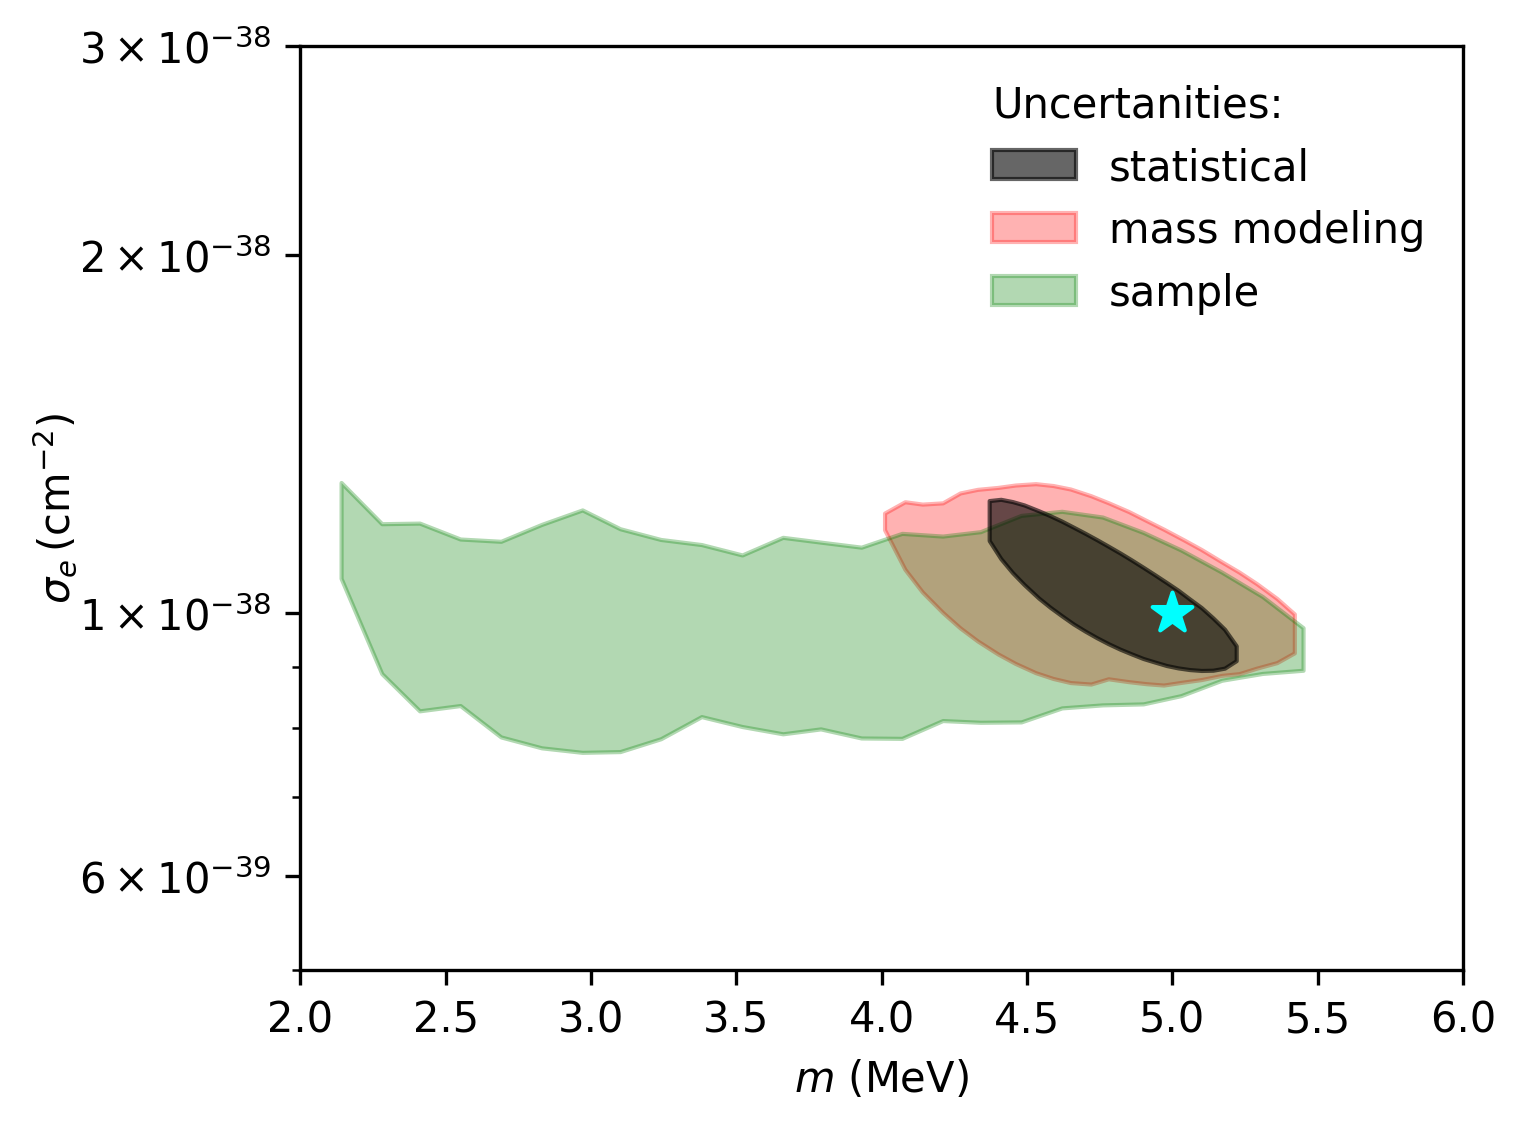 3 × 10⁻³⁸
2 × 10⁻³⁸
1 × 10⁻³⁸
6 × 10⁻³⁹
σₑ (cm⁻²)
Uncertanities:
statistical
mass modeling
sample
2.0 2.5 3.0 3.5 4.0 4.5 5.0 5.5 6.0
m (MeV)